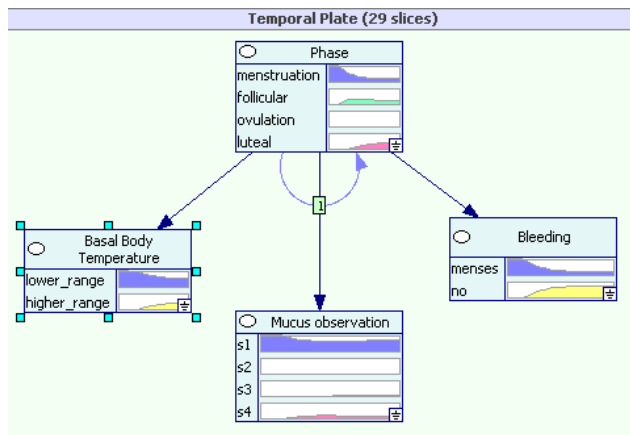 Temporal Plate (29 slices)
Phase
menstruation
follicular
ovulation
luteal
1
Basal Body
Temperature
lower_range
higher_range
Bleeding
menses
no
Mucus observation
s1
s2
s3
s4